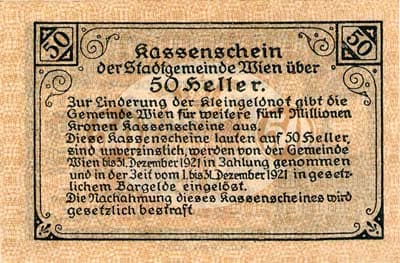 50 Kassenschein 50
der Stadtgemeinde Wien über
50 Heller.
Zur Linderung der Kleingeldnot gibt die
Gemeinde Wien für weitere fünf Millionen
Kronen Kassenscheine aus.
Diese Kassenscheine lauten auf 50 Heller,
sind unverzinslich, werden von der Gemeinde
Wien bis 31. Dezember 1921 in Zahlung genommen
und in der Zeit vom 1. bis 31. Dezember 1921 in gesetz-
lichem Bargelde eingelöst.
Die Nachahmung dieses Kassenscheines wird
gesetzlich bestraft